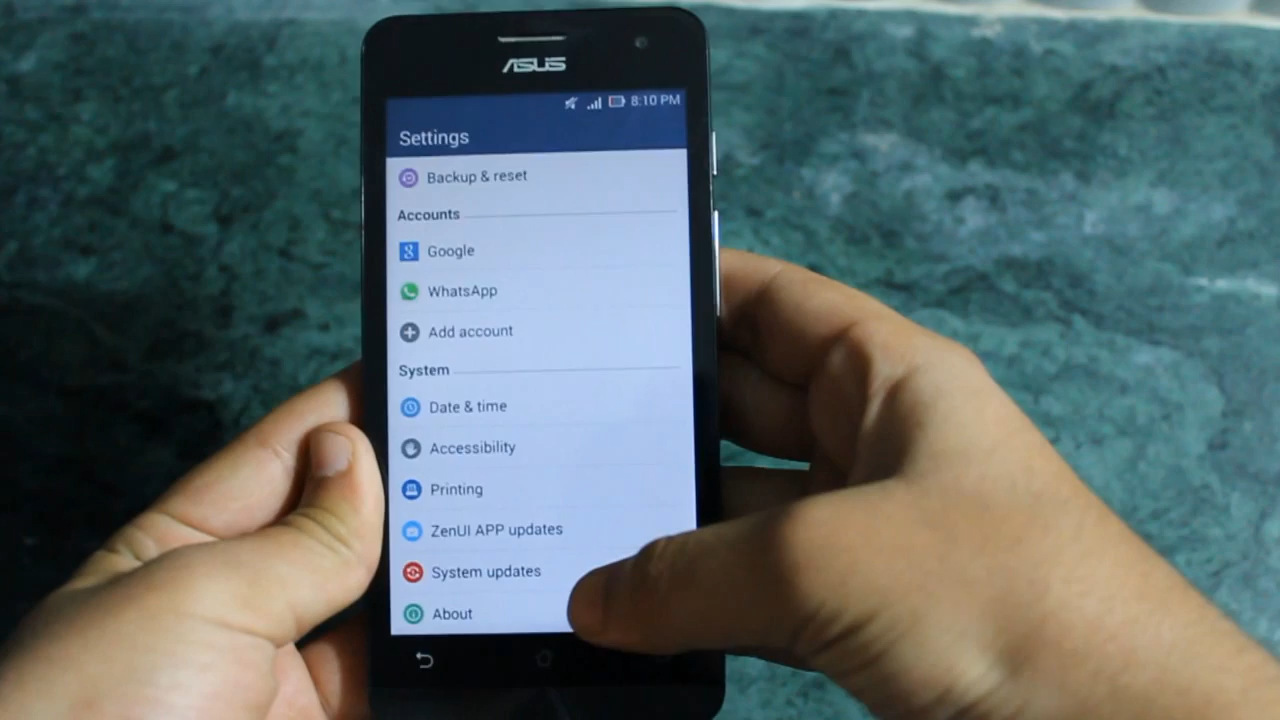 ASUS
8:10 PM
Settings
Backup & reset
Accounts
Google
WhatsApp
Add account
System
Date & time
Accessibility
Printing
ZenUI APP updates
System updates
About